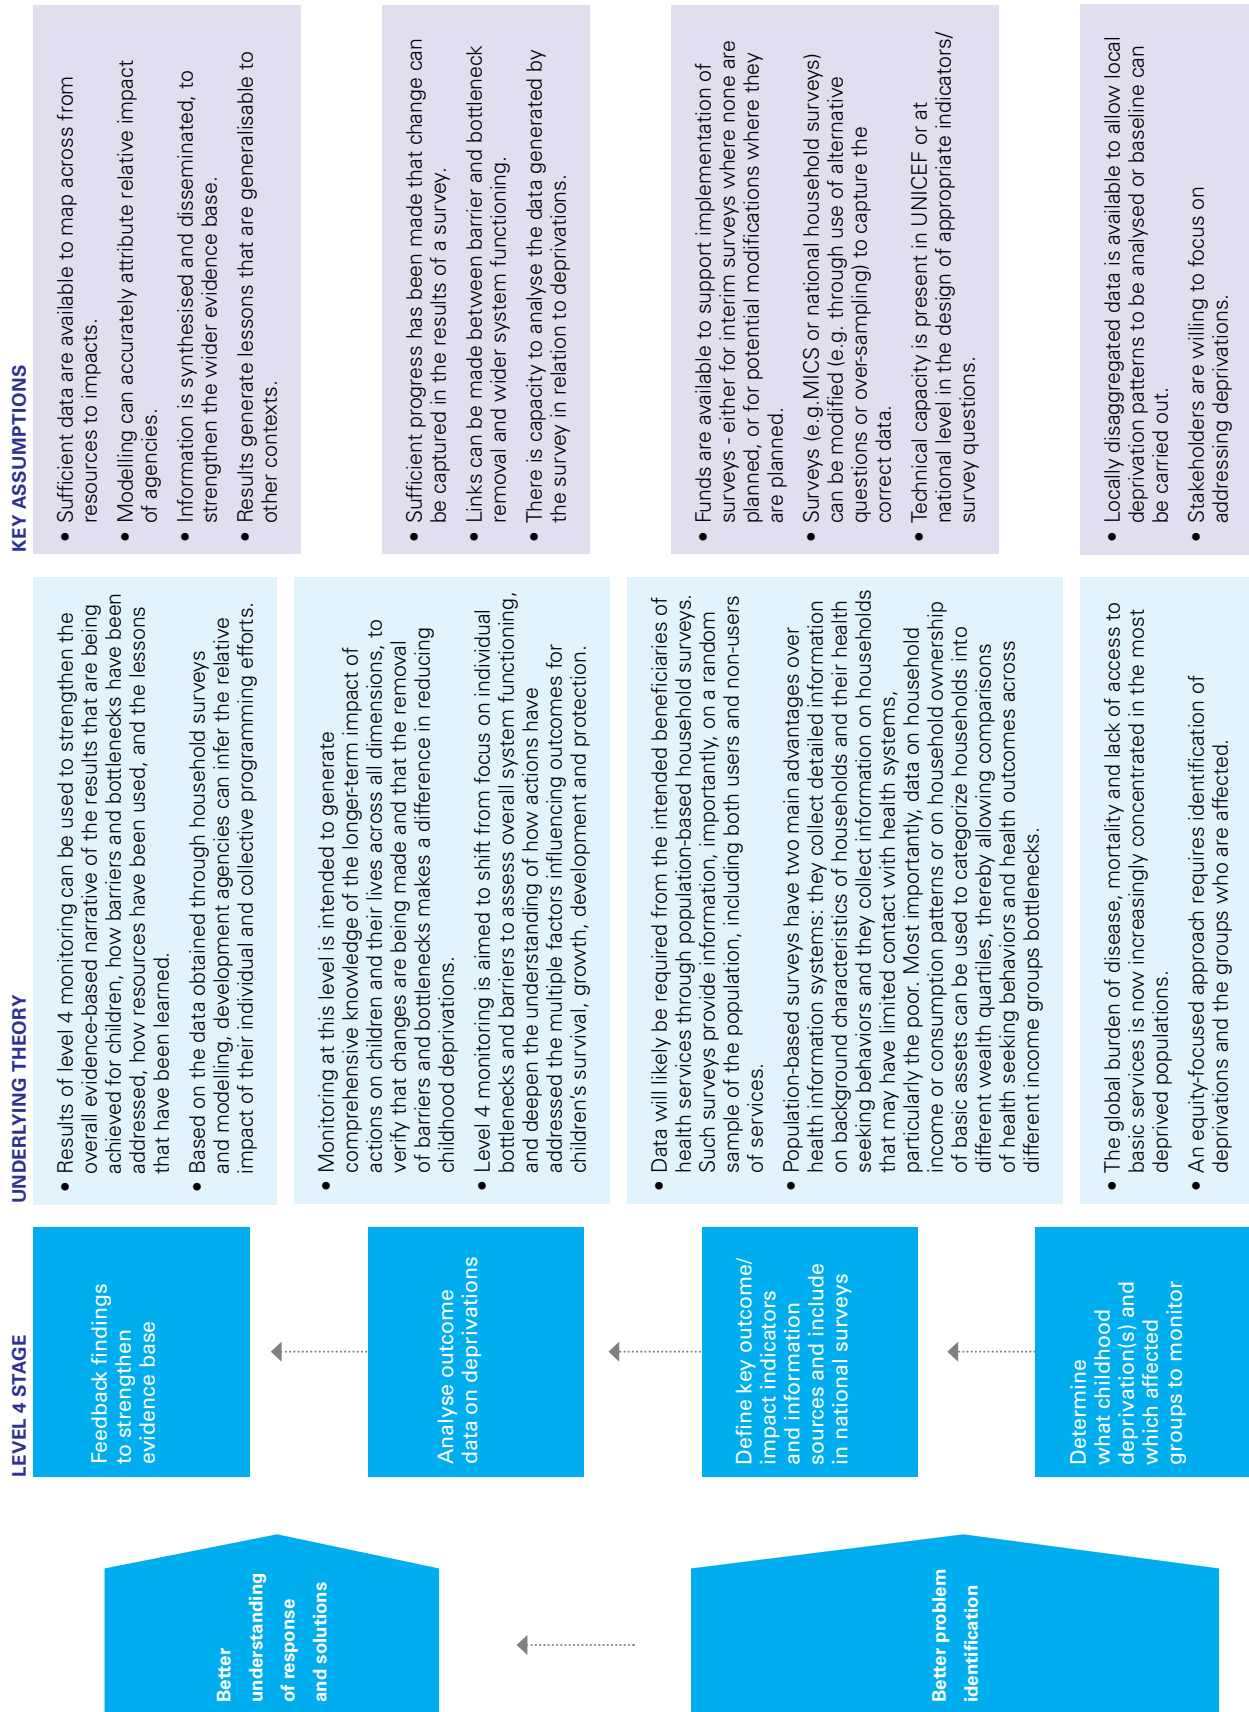 LEVEL 4 STAGE
UNDERLYING THEORY
KEY ASSUMPTIONS
Better
understanding
of response
and solutions
Better problem
identification
Feedback findings
to strengthen
evidence base
• Results of level 4 monitoring can be used to strengthen the
overall evidence-based narrative of the results that are being
achieved for children, how barriers and bottlenecks have been
addressed, how resources have been used, and the lessons
that have been learned.
• Based on the data obtained through household surveys
and modelling, development agencies can infer the relative
impact of their individual and collective programming efforts.
• Sufficient data are available to map across from
resources to impacts.
• Modelling can accurately attribute relative impact
of agencies.
• Information is synthesised and disseminated, to
strengthen the wider evidence base.
• Results generate lessons that are generalisable to
other contexts.
Analyse outcome
data on deprivations
• Monitoring at this level is intended to generate
comprehensive knowledge of the longer-term impact of
actions on children and their lives across all dimensions, to
verify that changes are being made and that the removal
of barriers and bottlenecks makes a difference in reducing
childhood deprivations.
• Level 4 monitoring is aimed to shift from focus on individual
bottlenecks and barriers to assess overall system functioning,
and deepen the understanding of how actions have
addressed the multiple factors influencing outcomes for
children’s survival, growth, development and protection.
• Sufficient progress has been made that change can
be captured in the results of a survey.
• Links can be made between barrier and bottleneck
removal and wider system functioning.
• There is capacity to analyse the data generated by
the survey in relation to deprivations.
Define key outcome/
impact indicators
and information
sources and include
in national surveys
• Data will likely be required from the intended beneficiaries of
health services through population-based household surveys.
Such surveys provide information, importantly, on a random
sample of the population, including both users and non-users
of services.
• Population-based surveys have two main advantages over
health information systems: they collect detailed information
on background characteristics of households and their health
seeking behaviors and they collect information on households
that may have limited contact with health systems,
particularly the poor. Most importantly, data on household
income or consumption patterns or on household ownership
of basic assets can be used to categorize households into
different wealth quartiles, thereby allowing comparisons
of health seeking behaviors and health outcomes across
different income groups bottlenecks.
• Funds are available to support implementation of
surveys - either for interim surveys where none are
planned, or for potential modifications where they
are planned.
• Surveys (e.g.MICS or national household surveys)
can be modified (e.g. through use of alternative
questions or over-sampling) to capture the
correct data.
• Technical capacity is present in UNICEF or at
national level in the design of appropriate indicators/
survey questions.
Determine
what childhood
deprivation(s) and
which affected
groups to monitor
• The global burden of disease, mortality and lack of access to
basic services is now increasingly concentrated in the most
deprived populations.
• An equity-focused approach requires identification of
deprivations and the groups who are affected.
• Locally disaggregated data is available to allow local
deprivation patterns to be analysed or baseline can
be carried out.
• Stakeholders are willing to focus on
addressing deprivations.